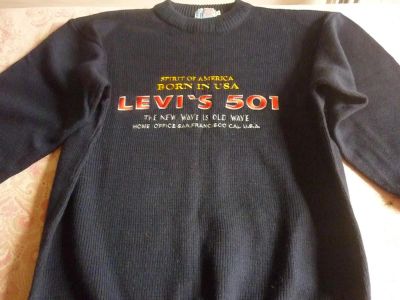 SPIRIT OF AMERICA
BORN IN USA
LEVI'S 501
THE NEW WAVE IS OLD WAVE
HOME OFFICE SAN FRANCISCO CAL. U.S.A.